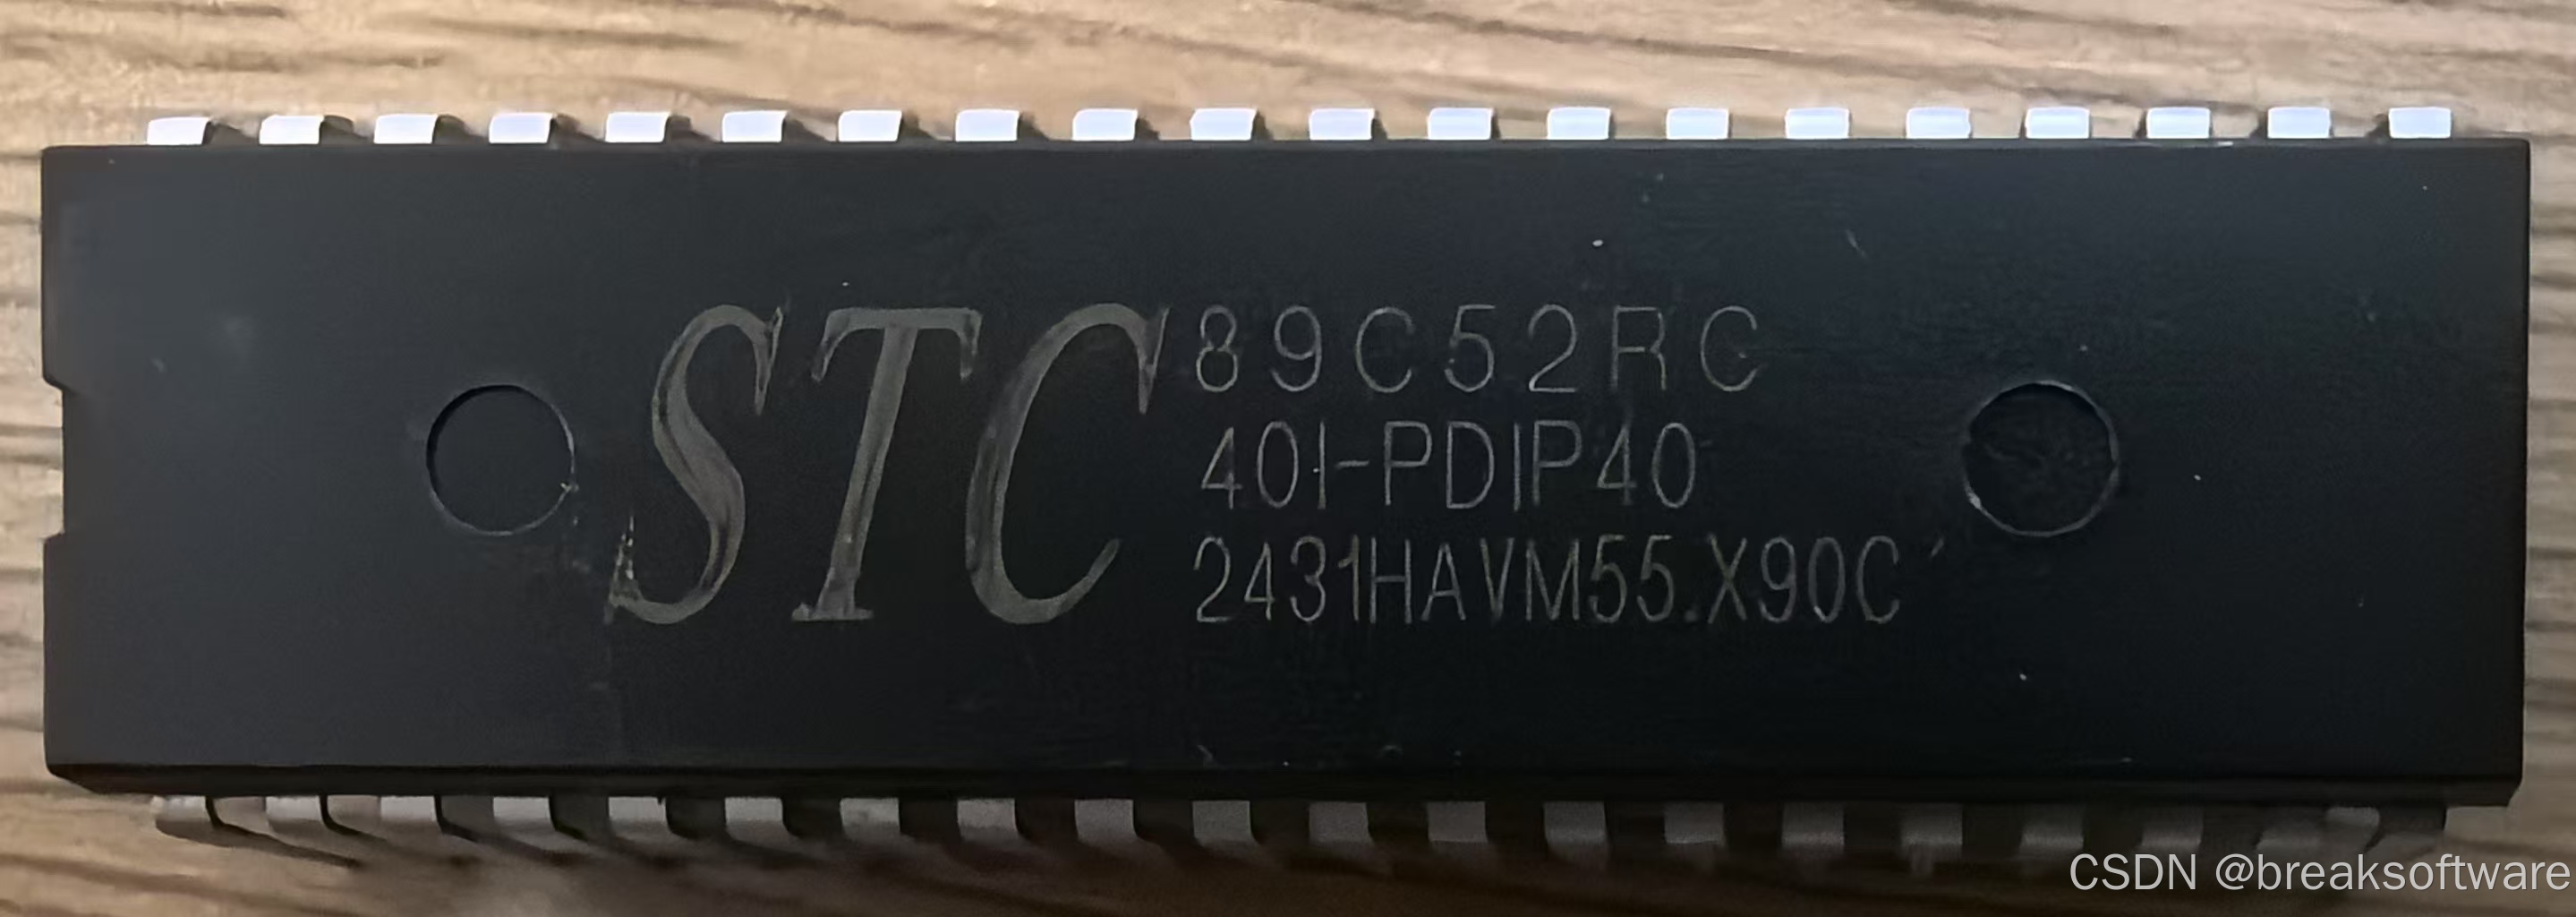 STC
89C52RC
40I-PDIP40
2431HAVM55.X90C
CSDN @breaksoftware